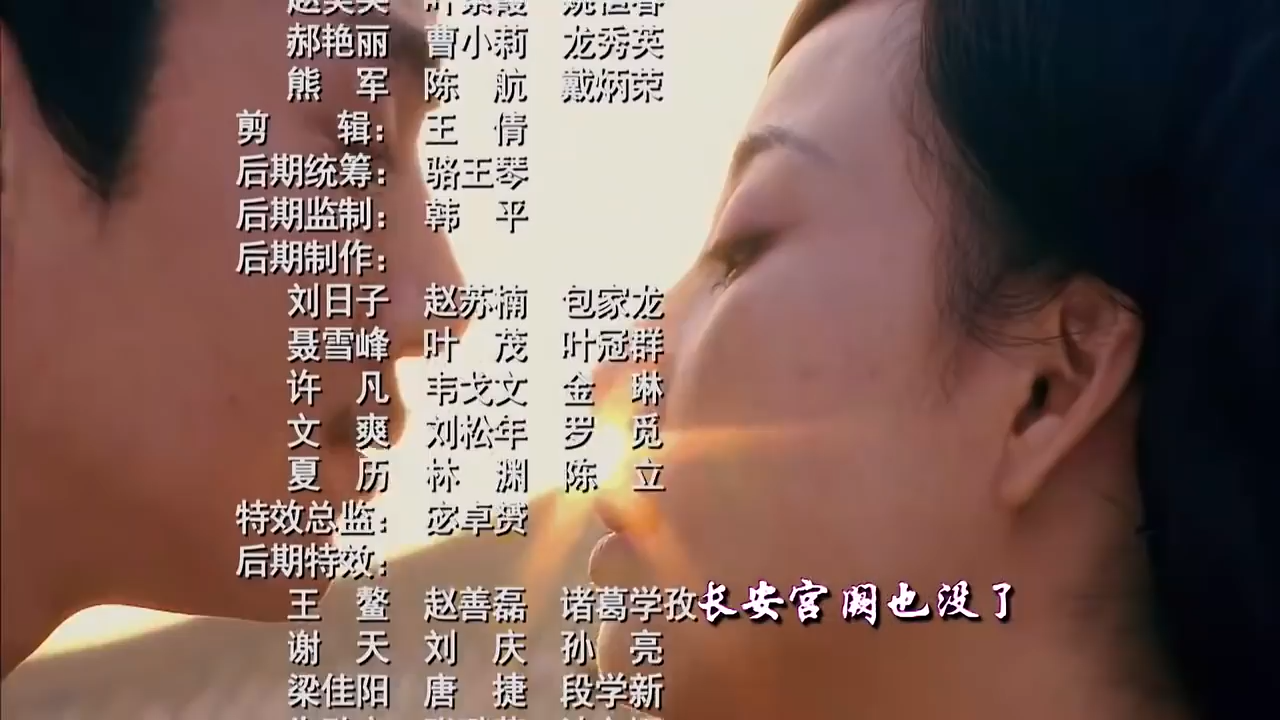 郝艳丽 曹小莉 龙秀英
熊 军 陈 航 戴炳荣
剪 辑: 王 倩
后期统筹: 骆王琴
后期监制: 韩 平
后期制作:
刘日子 赵苏楠 包家龙
聂雪峰 叶 茂 叶冠群
许 凡 韦戈文 金 琳
文 爽 刘松年 罗 觅
夏 历 林 渊 陈 立
特效总监: 宓卓赟
后期特效:
王 鳌 赵善磊 诸葛学孜
长安宫阙也没了
谢 天 刘 庆 孙 亮
梁佳阳 唐 捷 段学新